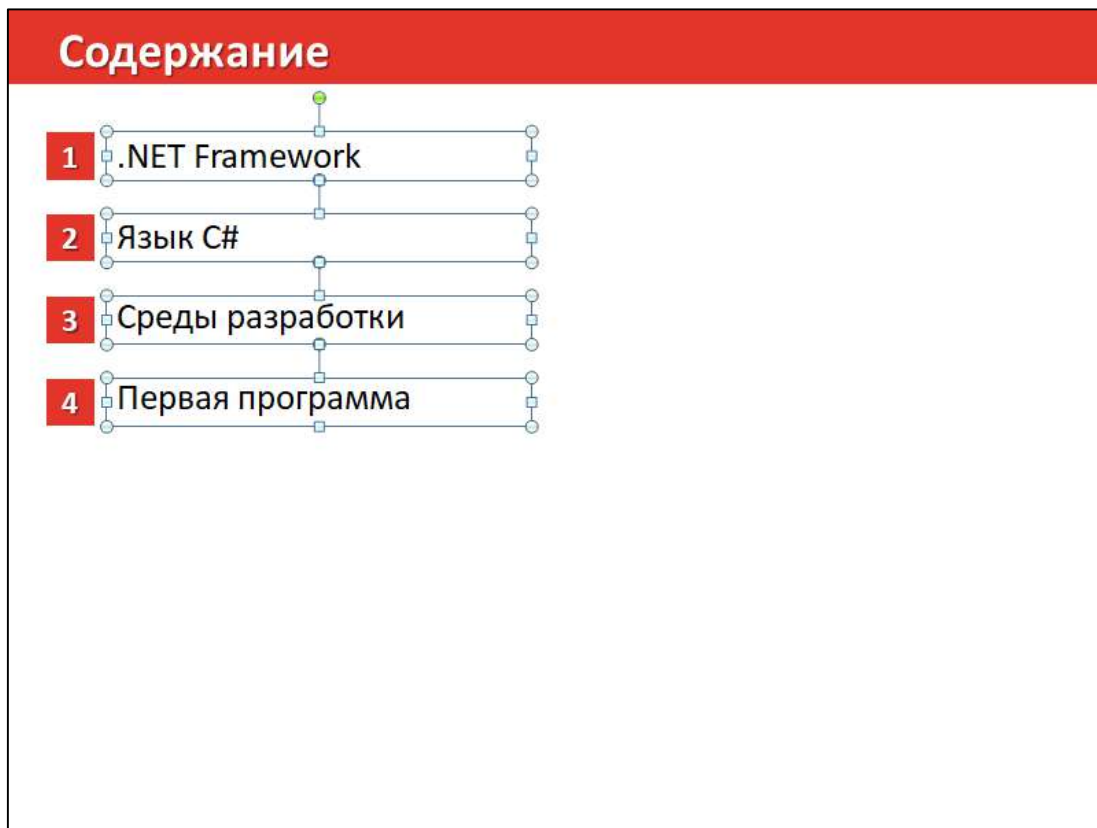 Содержание
1 .NET Framework
2 Язык C#
3 Среды разработки
4 Первая программа